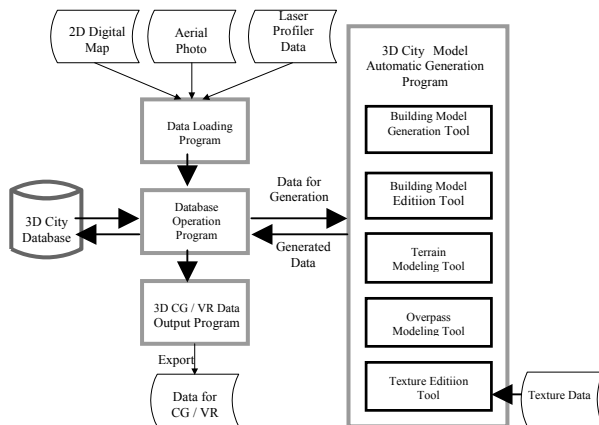 2D Digital
Map
Aerial
Photo
Laser
Profiler
Data
3D City Model
Automatic Generation
Program
Data Loading
Program
Building Model
Generation Tool
3D City
Database
Database
Operation
Program
Data for
Generation
Generated
Data
Building Model
Editiion Tool
Terrain
Modeling Tool
3D CG / VR Data
Output Program
Overpass
Modeling Tool
Export
Data for
CG / VR
Texture Editiion
Tool
Texture Data